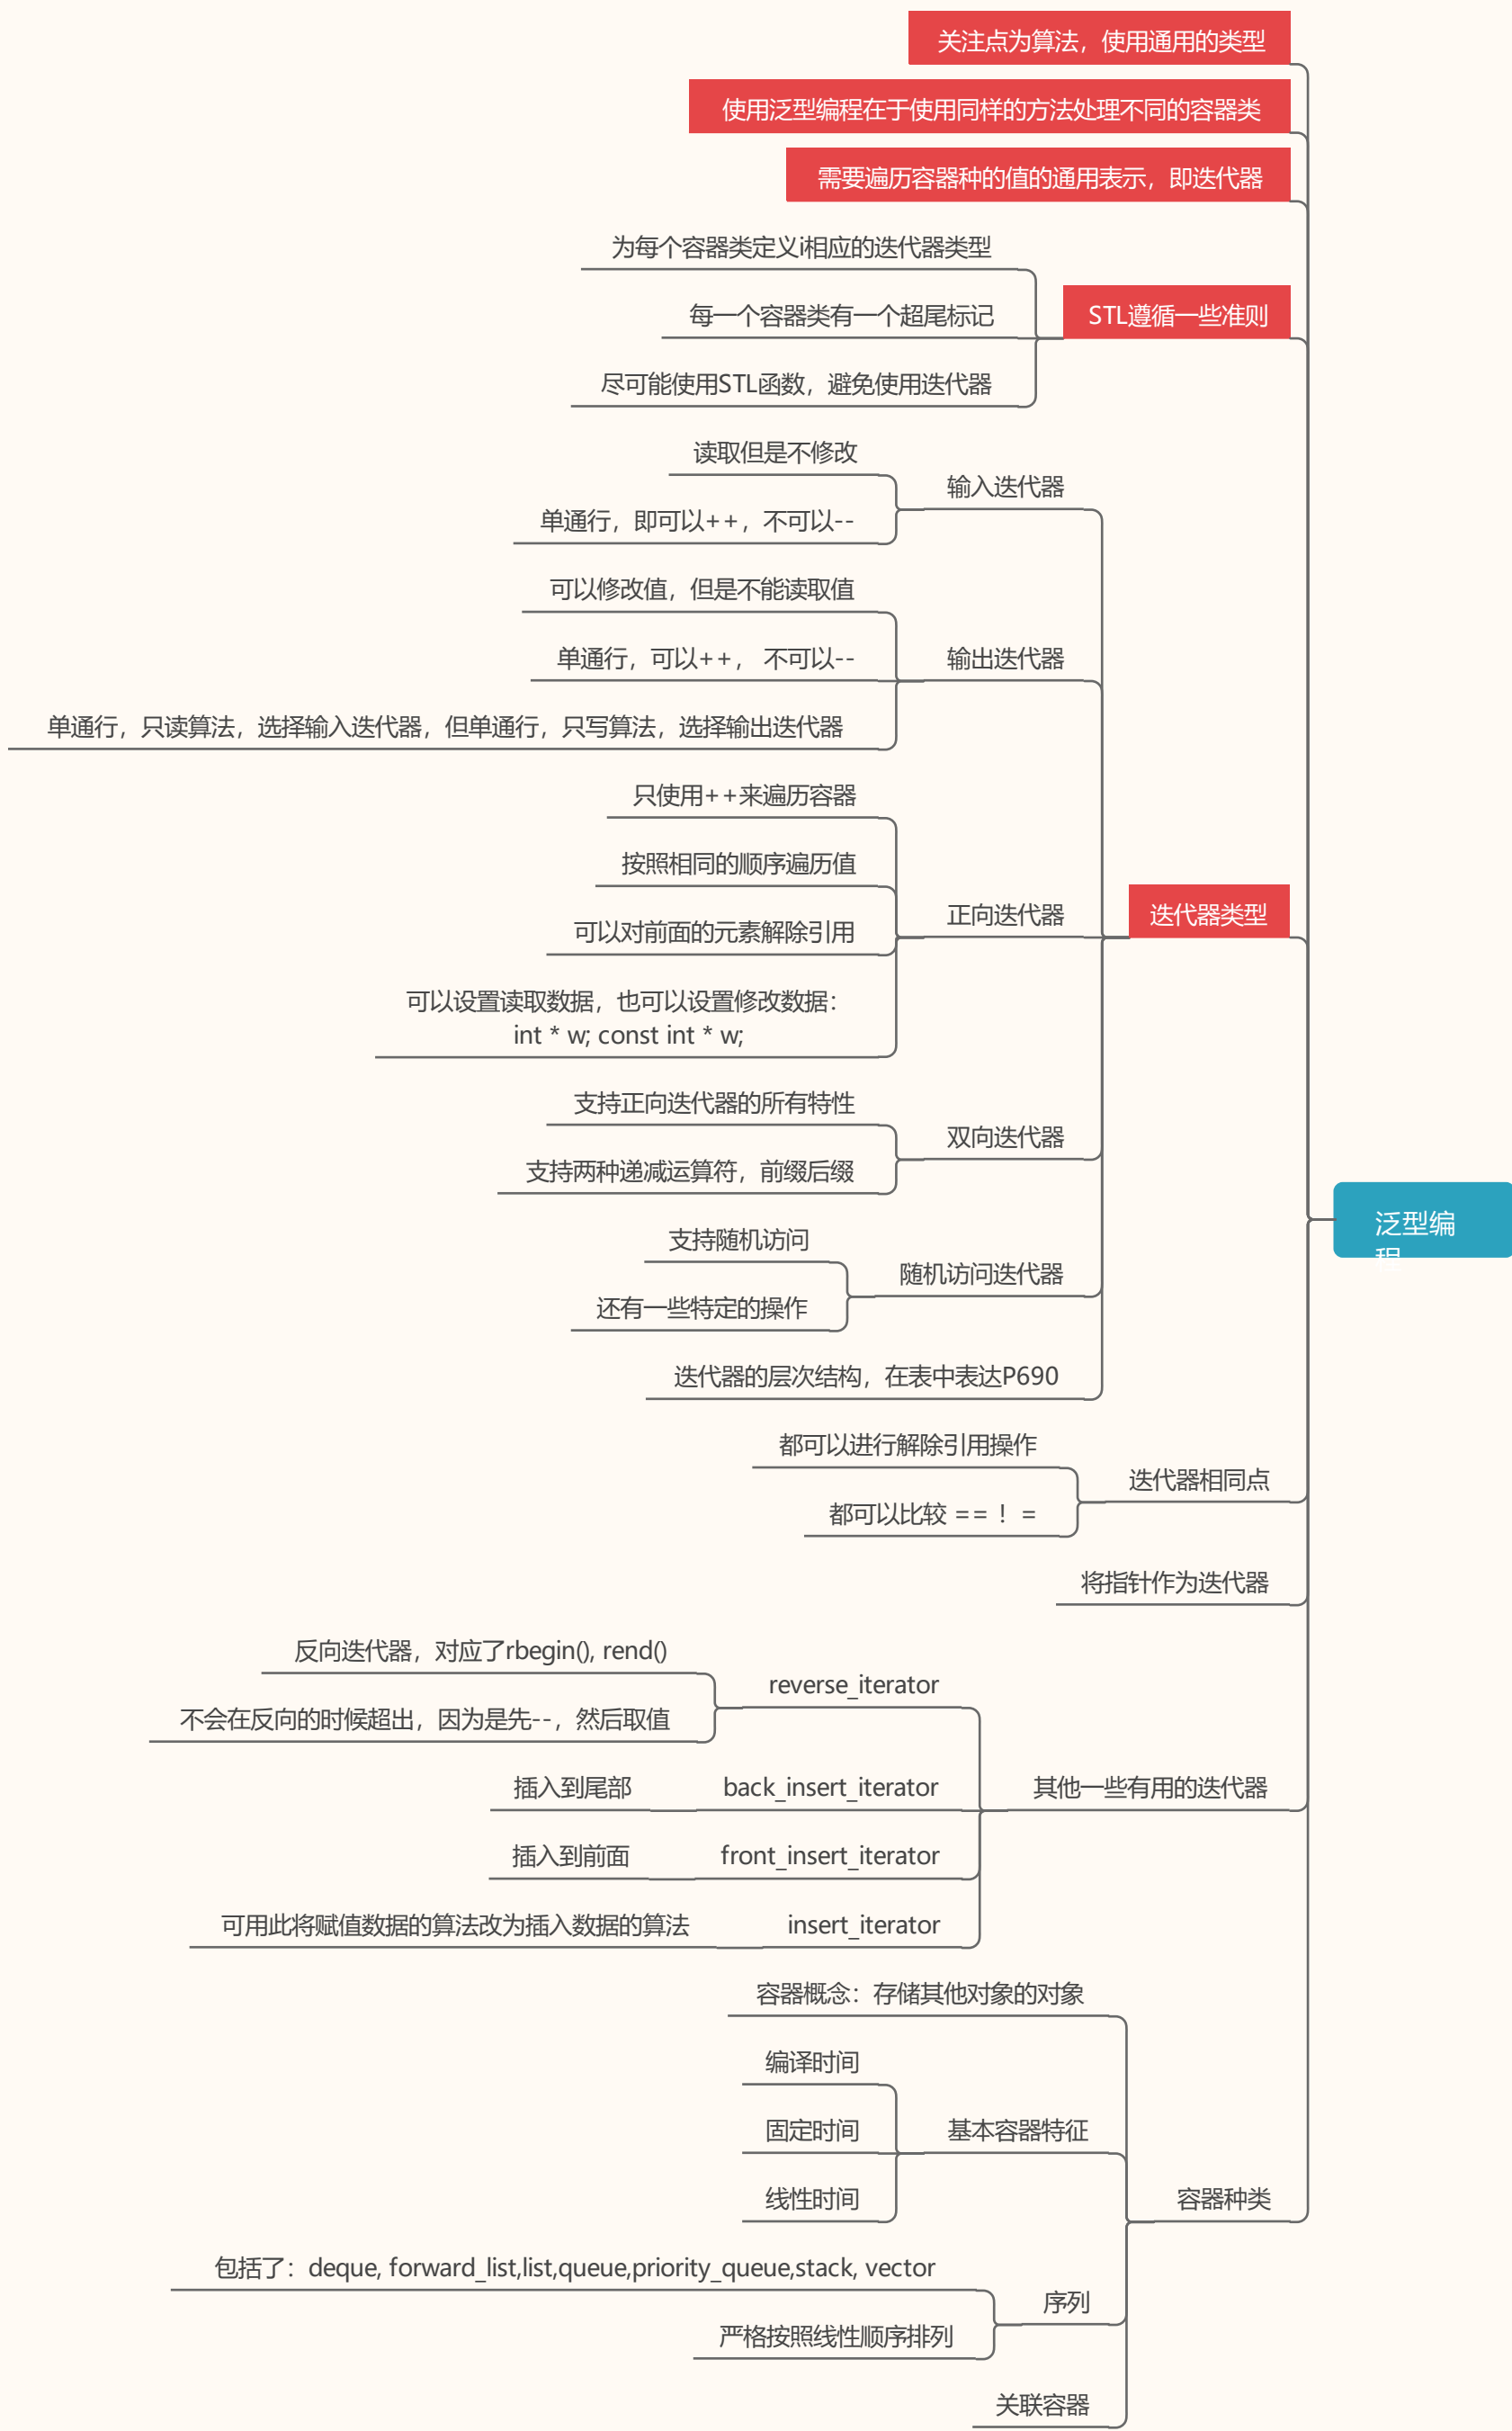 关注点为算法，使用通用的类型
使用泛型编程在于使用同样的方法处理不同的容器类
需要遍历容器种的值的通用表示，即迭代器
为每个容器类定义i相应的迭代器类型
每一个容器类有一个超尾标记
STL遵循一些准则
尽可能使用STL函数，避免使用迭代器
读取但是不修改
输入迭代器
单通行，即可以++，不可以--
可以修改值，但是不能读取值
单通行，可以++， 不可以--
输出迭代器
单通行，只读算法，选择输入迭代器，但单通行，只写算法，选择输出迭代器
只使用++来遍历容器
按照相同的顺序遍历值
正向迭代器
迭代器类型
可以对前面的元素解除引用
可以设置读取数据，也可以设置修改数据：
int * w; const int * w;
支持正向迭代器的所有特性
双向迭代器
支持两种递减运算符，前缀后缀
泛型编
程
支持随机访问
随机访问迭代器
还有一些特定的操作
迭代器的层次结构，在表中表达P690
都可以进行解除引用操作
迭代器相同点
都可以比较 == ！=
将指针作为迭代器
反向迭代器，对应了rbegin(), rend()
reverse_iterator
不会在反向的时候超出，因为是先--，然后取值
插入到尾部
back_insert_iterator
其他一些有用的迭代器
插入到前面
front_insert_iterator
可用此将赋值数据的算法改为插入数据的算法
insert_iterator
容器概念：存储其他对象的对象
编译时间
固定时间
基本容器特征
线性时间
容器种类
包括了：deque, forward_list,list,queue,priority_queue,stack, vector
序列
严格按照线性顺序排列
关联容器